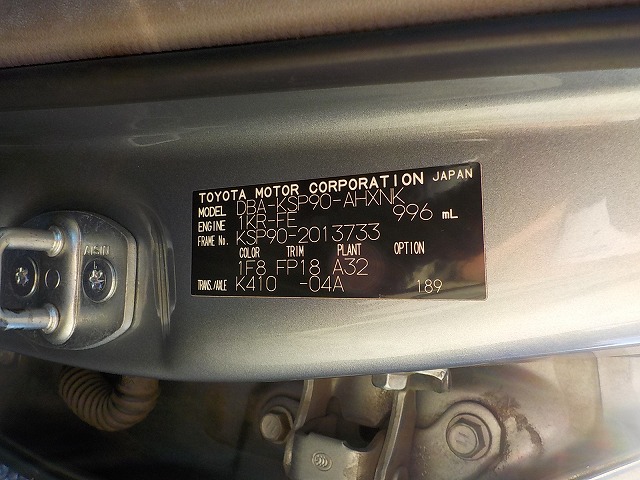 TOYOTA MOTOR CORPORATION JAPAN
MODEL DBA-KSP90-AHXNK
ENGINE 1KR-FE 996 mL
FRAME No. KSP90-2013733
COLOR TRIM PLANT OPTION
1F8 FP18 A32
TRANS./AXLE K410 -04A 189
AISIN